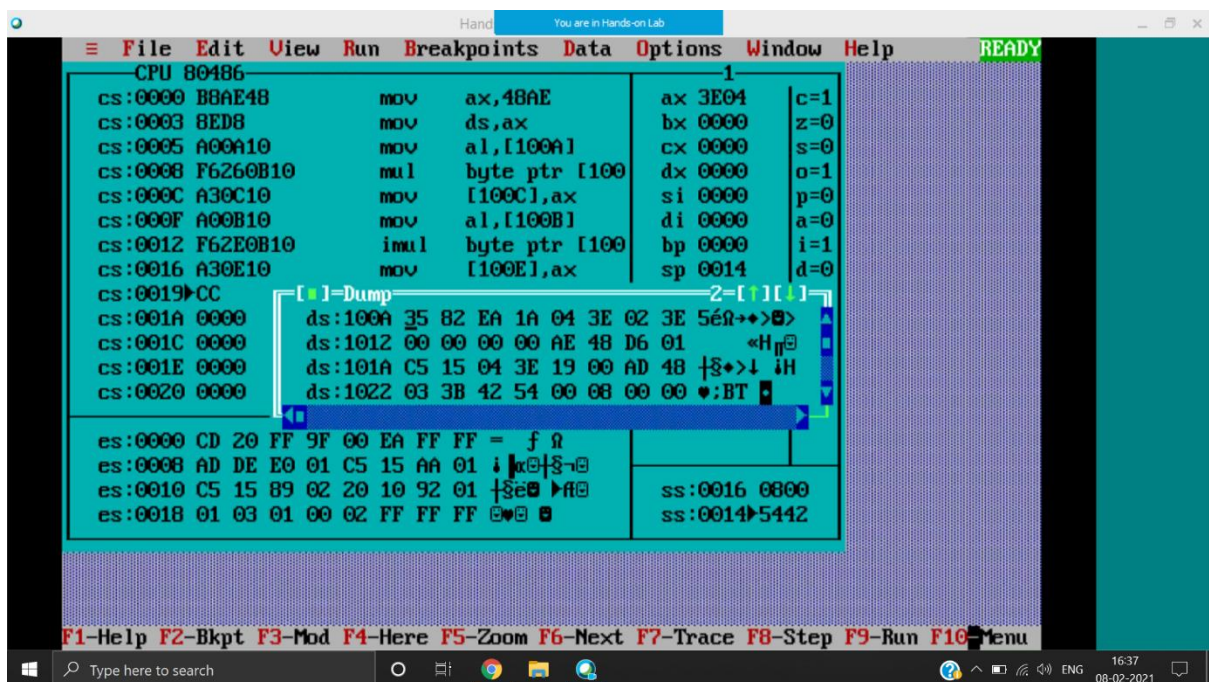 Hand
You are in Hands-on Lab
≡ File Edit View Run Breakpoints Data Options Window Help READY
CPU 80486 1
cs:0000 B8AE48 mov ax,48AE ax 3E04 c=1
cs:0003 8ED8 mov ds,ax bx 0000 z=0
cs:0005 A00A10 mov al,[100A] cx 0000 s=0
cs:0008 F6260B10 mul byte ptr [100 dx 0000 o=1
cs:000C A30C10 mov [100C],ax si 0000 p=0
cs:000F A00B10 mov al,[100B] di 0000 a=0
cs:0012 F62E0B10 imul byte ptr [100 bp 0000 i=1
cs:0016 A30E10 mov [100E],ax sp 0014 d=0
cs:0019►CC [■]=Dump 2=[↑][↓]
cs:001A 0000 ds:100A 35 82 EA 1A 04 3E 02 3E 5éΩ→♦>☻>
cs:001C 0000 ds:1012 00 00 00 00 AE 48 D6 01 «H╓☺
cs:001E 0000 ds:101A C5 15 04 3E 19 00 AD 48 ┼§♦>↓ ¡H
cs:0020 0000 ds:1022 03 3B 42 54 00 08 00 00 ♥;BT ◘
es:0000 CD 20 FF 9F 00 EA FF FF = ƒ Ω
es:0008 AD DE E0 01 C5 15 AA 01 ¡▐α☺┼§¬☺
es:0010 C5 15 89 02 20 10 92 01 ┼§ë☻ ►Æ☺ ss:0016 0800
es:0018 01 03 01 00 02 FF FF FF ☺♥☺ ☻ ss:0014►5442
F1-Help F2-Bkpt F3-Mod F4-Here F5-Zoom F6-Next F7-Trace F8-Step F9-Run F10 Menu
Type here to search
ENG
16:37
08-02-2021